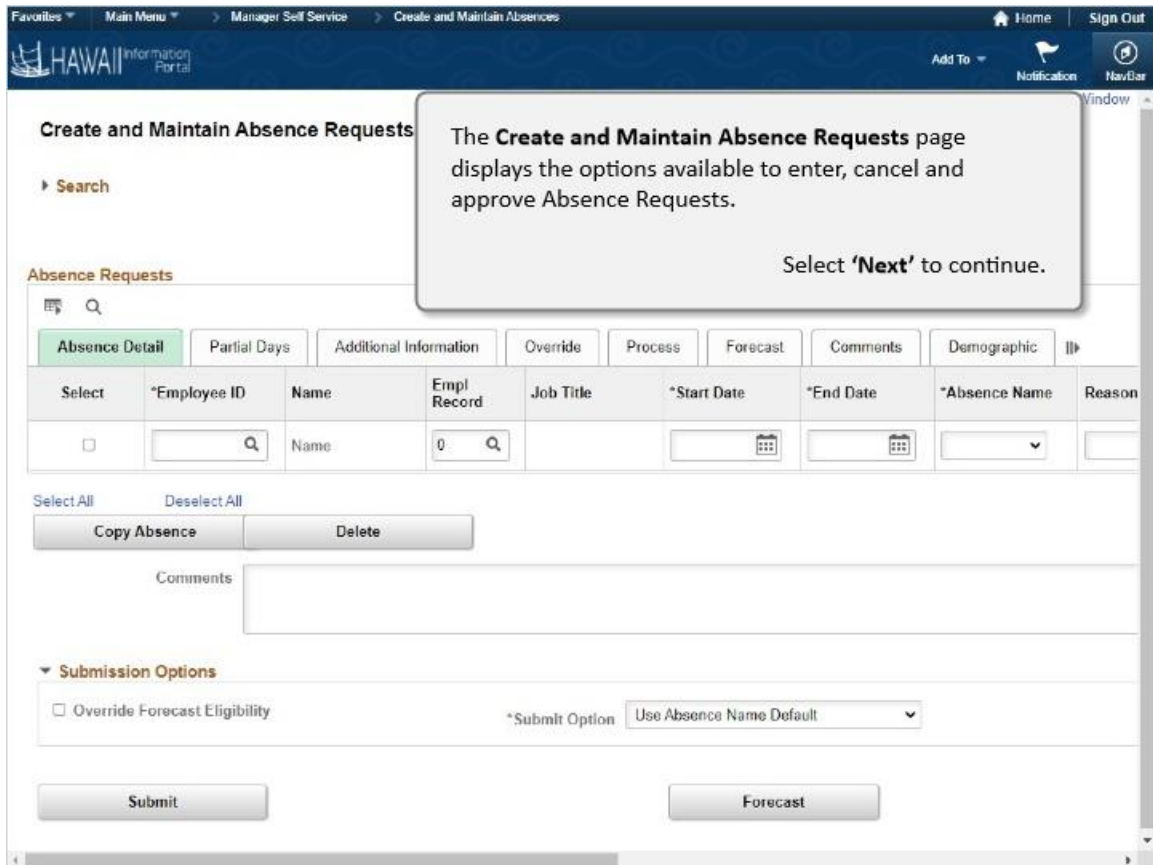 Favorites Main Menu Manager Self Service Create and Maintain Absences Home Sign Out
HAWAII Information Portal
Add To Notification NavBar
Window
Create and Maintain Absence Requests
The Create and Maintain Absence Requests page
displays the options available to enter, cancel and
approve Absence Requests.
Select ‘Next’ to continue.
Search
Absence Requests
Absence Detail Partial Days Additional Information Override Process Forecast Comments Demographic
Select *Employee ID Name Empl Record Job Title *Start Date *End Date *Absence Name Reason
Name 0
Select All Deselect All
Copy Absence Delete
Comments
Submission Options
Override Forecast Eligibility *Submit Option Use Absence Name Default
Submit Forecast